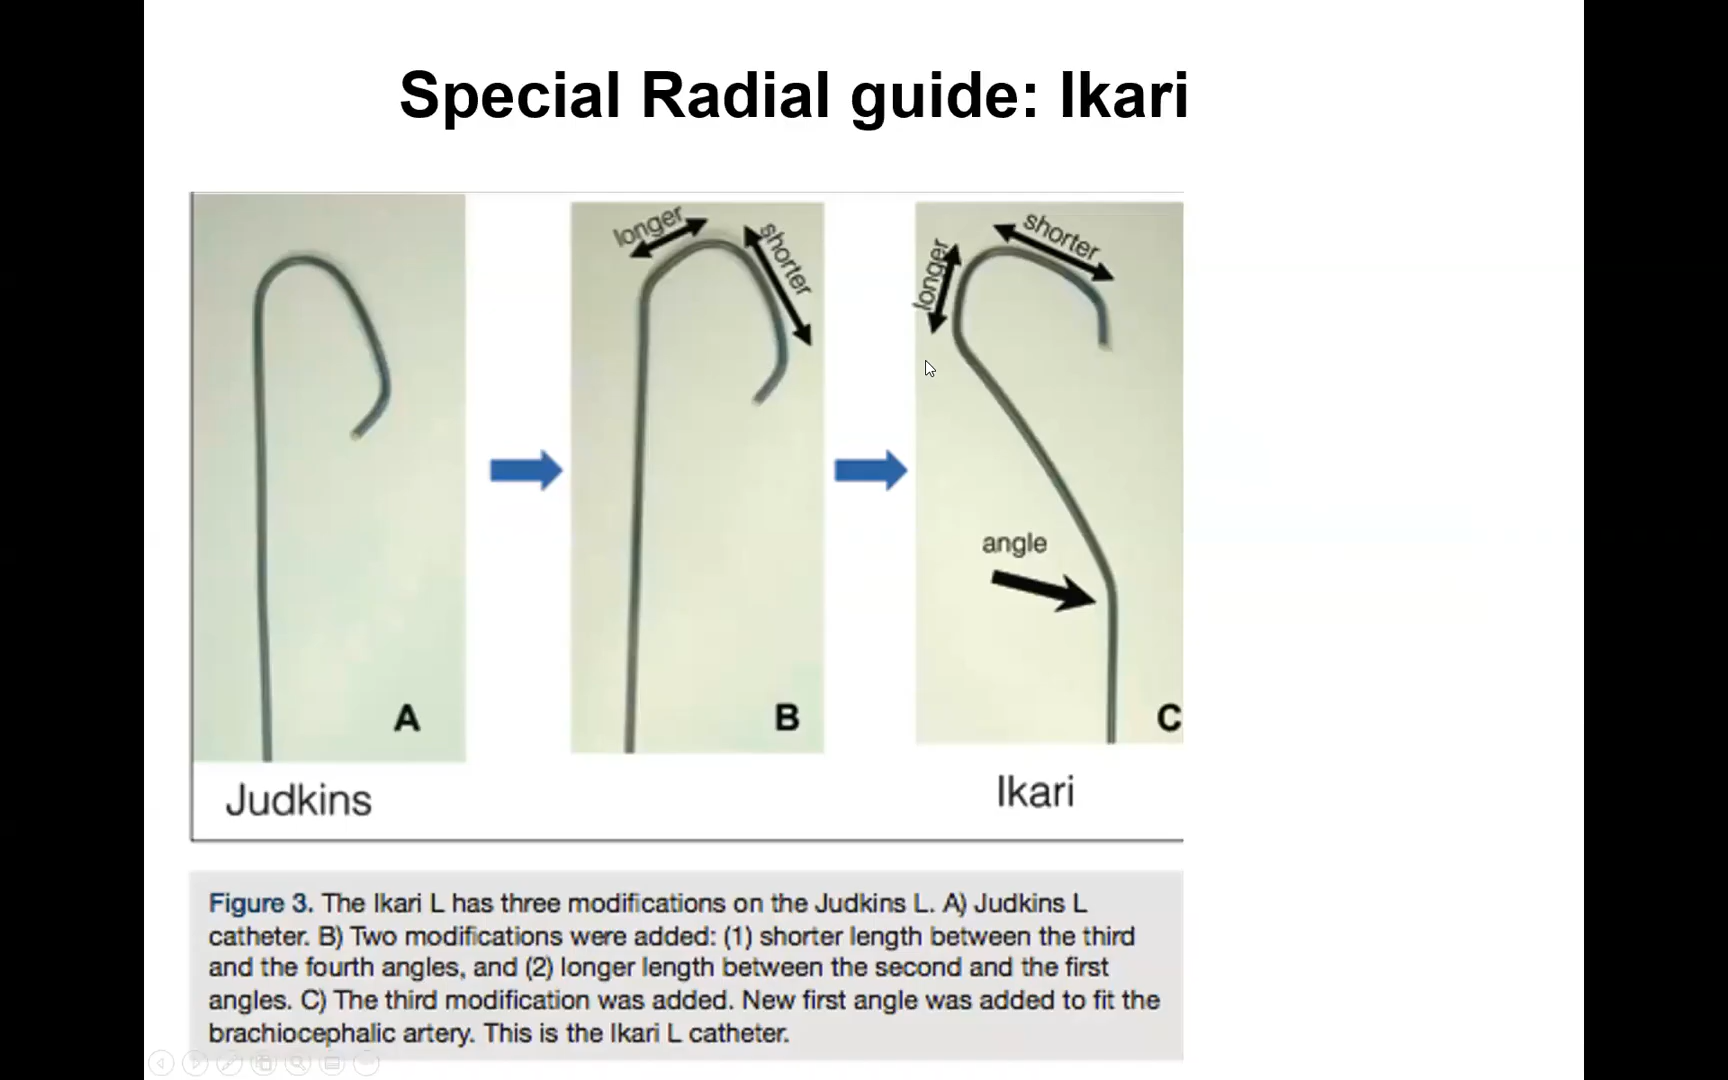 Special Radial guide: Ikari
longer
shorter
longer
shorter
angle
A
B
C
Judkins
Ikari
Figure 3. The Ikari L has three modifications on the Judkins L. A) Judkins L
catheter. B) Two modifications were added: (1) shorter length between the third
and the fourth angles, and (2) longer length between the second and the first
angles. C) The third modification was added. New first angle was added to fit the
brachiocephalic artery. This is the Ikari L catheter.